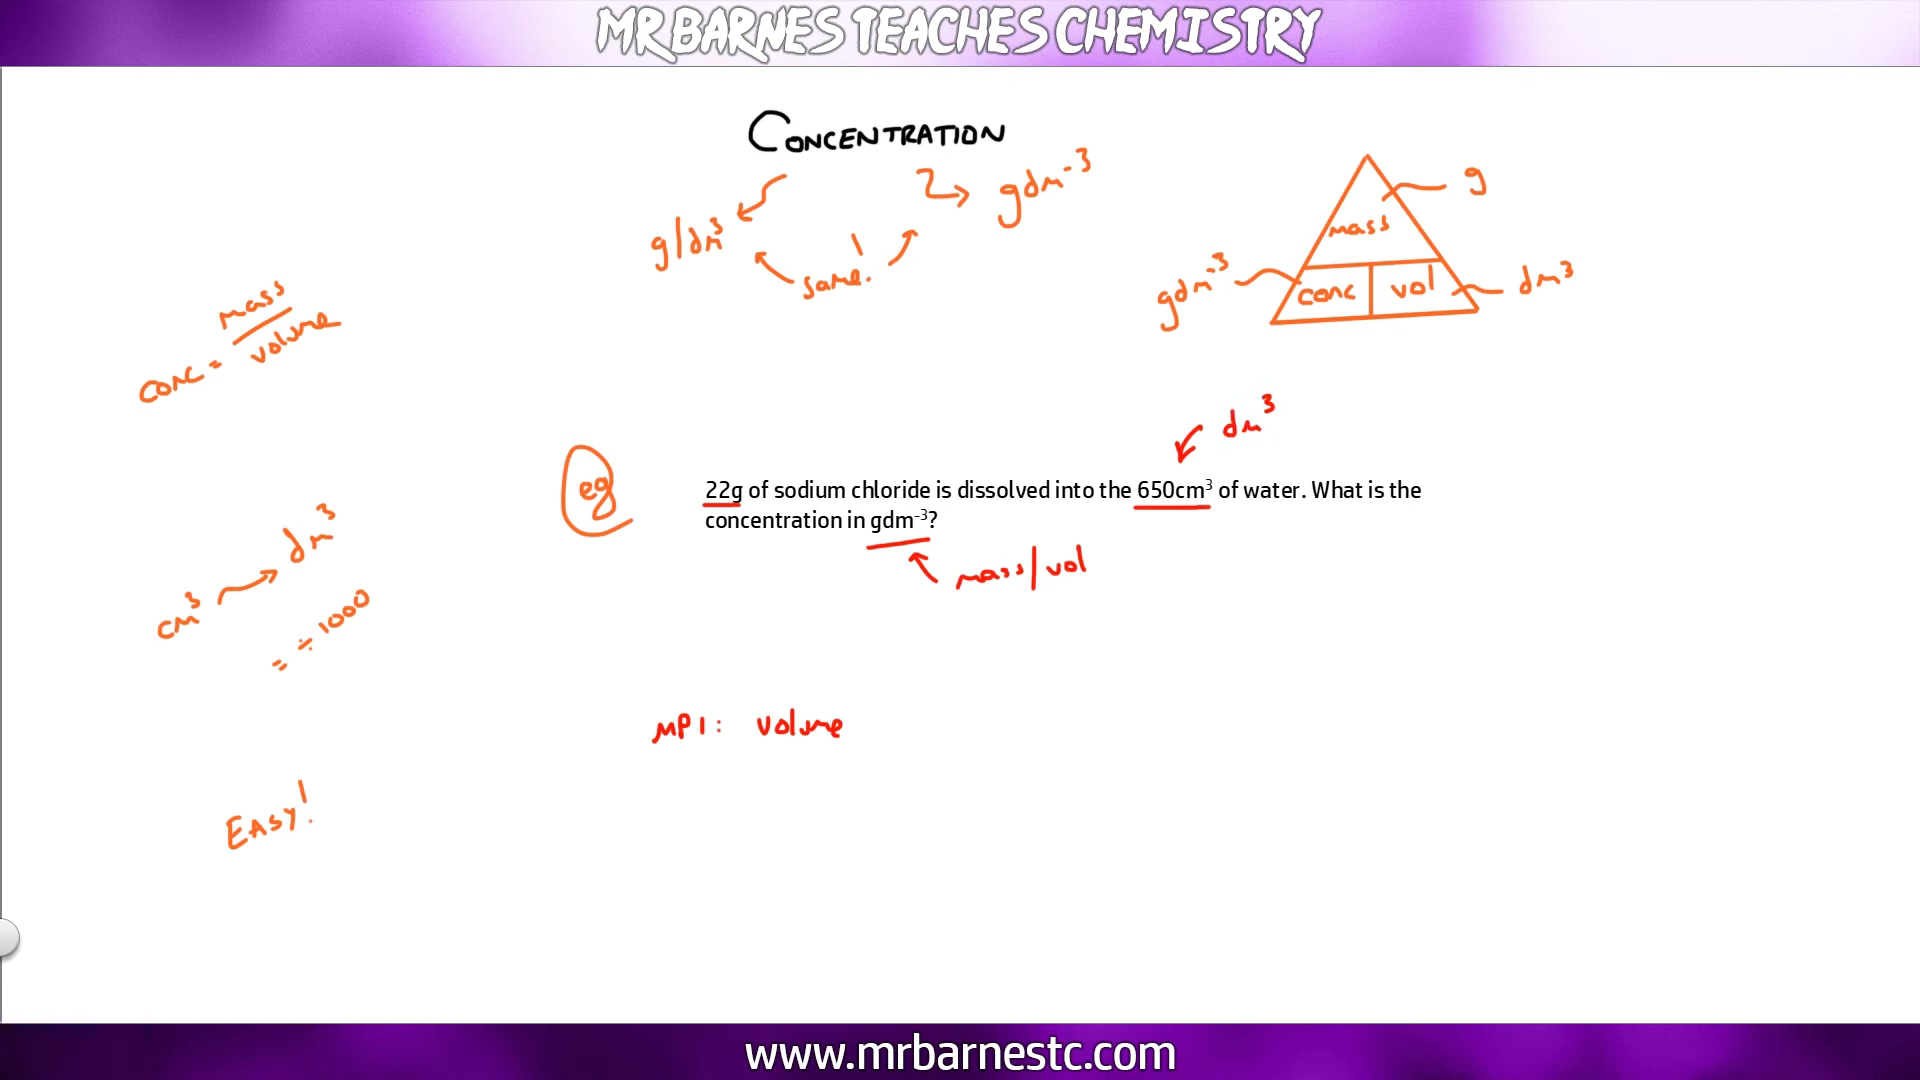 MR BARNES TEACHES CHEMISTRY
CONCENTRATION
g/dm³
gdm⁻³
same!
mass
g
conc
vol
gdm⁻³
dm³
conc = mass
volume
dm³
eg
22g of sodium chloride is dissolved into the 650cm³ of water. What is the
concentration in gdm⁻³?
mass/vol
cm³
dm³
= ÷1000
MP1: volume
EASY!
www.mrbarnestc.com